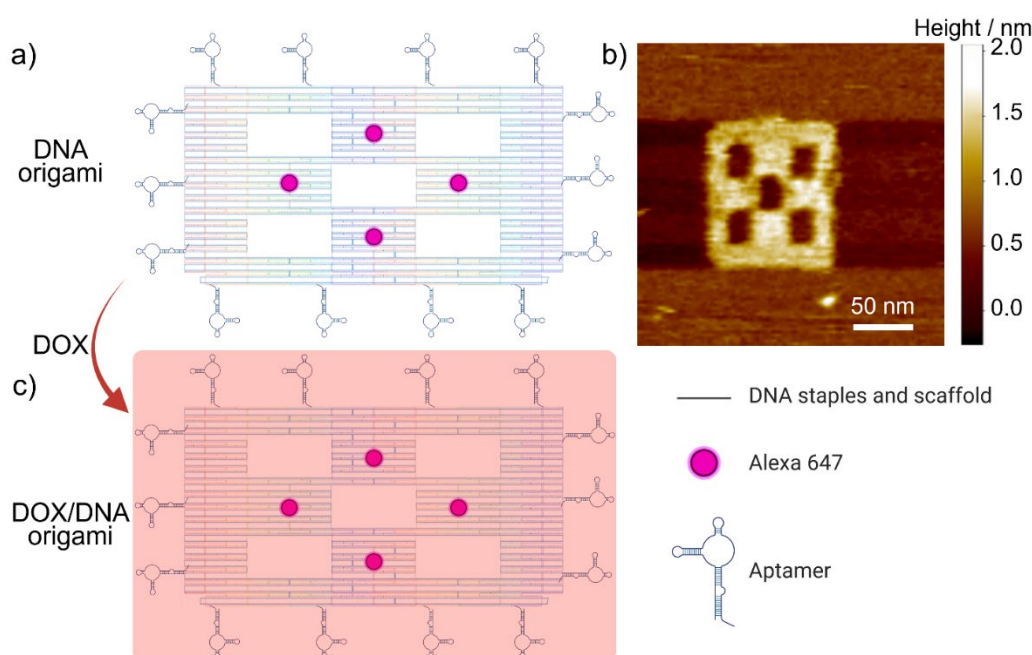 a)
DNA
origami
DOX
b)
Height / nm
2.0
1.5
1.0
0.5
0.0
50 nm
c)
DOX/DNA
origami
DNA staples and scaffold
Alexa 647
Aptamer